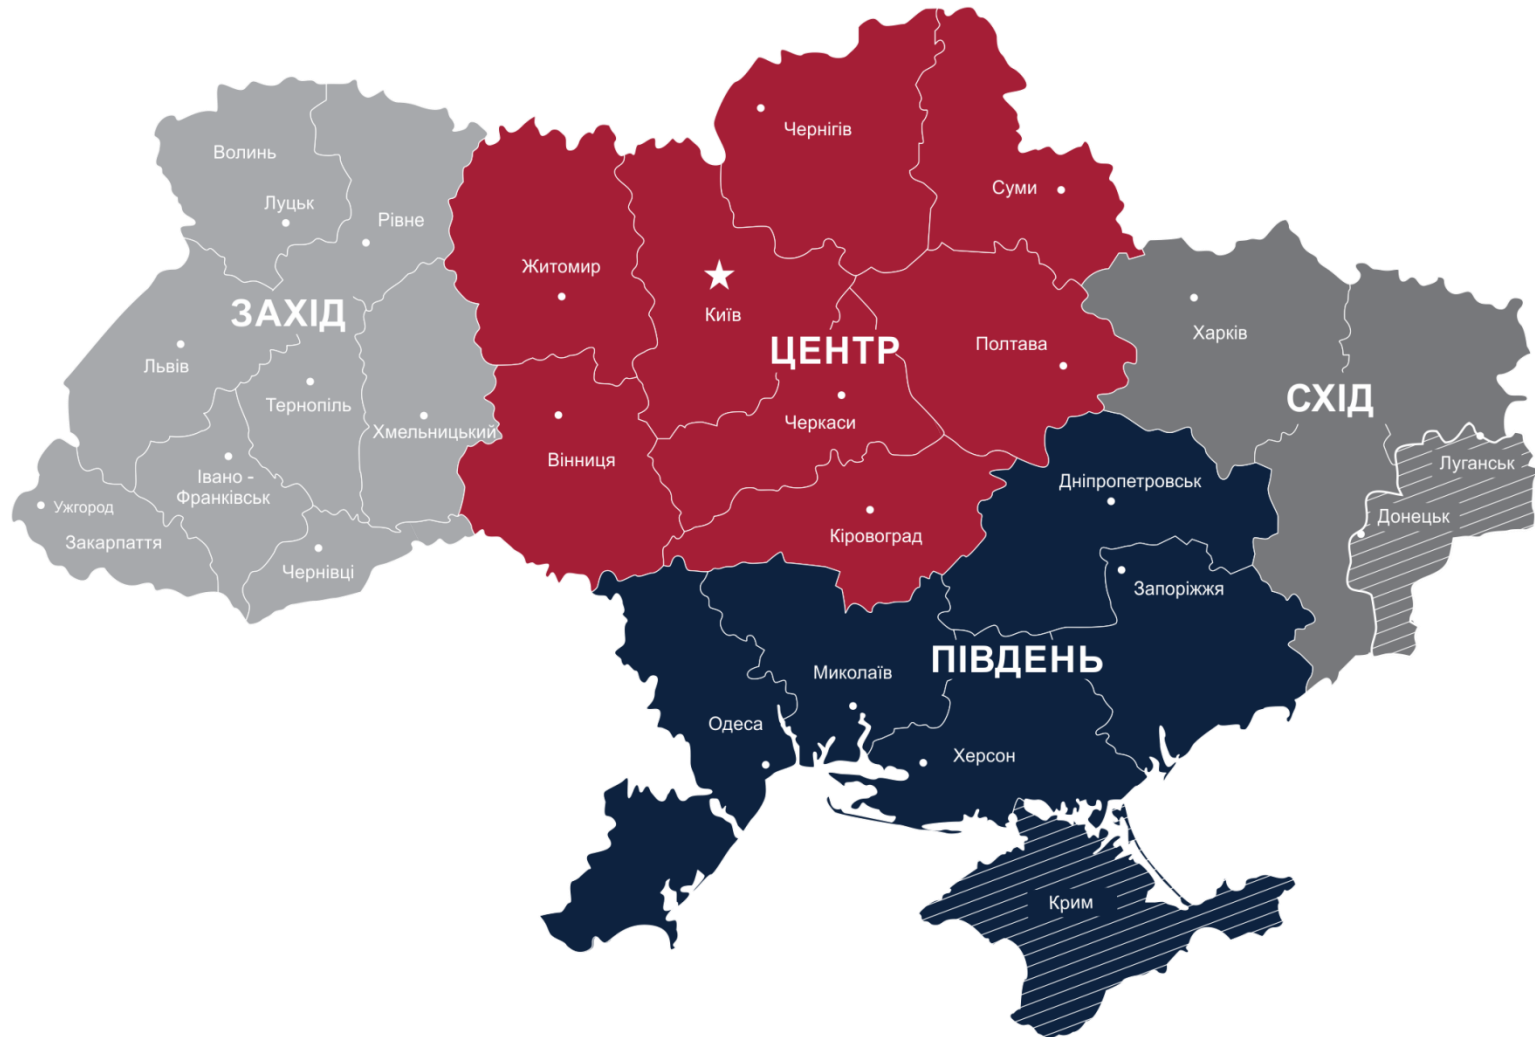 Чернігів
Волинь
Суми
Луцьк
Рівне
Житомир
ЗАХІД
Київ
Харків
ЦЕНТР
Полтава
Львів
СХІД
Тернопіль
Черкаси
Хмельницький
Вінниця
Луганськ
Івано -
Франківськ
Дніпропетровськ
Ужгород
Донецьк
Закарпаття
Кіровоград
Чернівці
Запоріжжя
ПІВДЕНЬ
Миколаїв
Одеса
Херсон
Крим